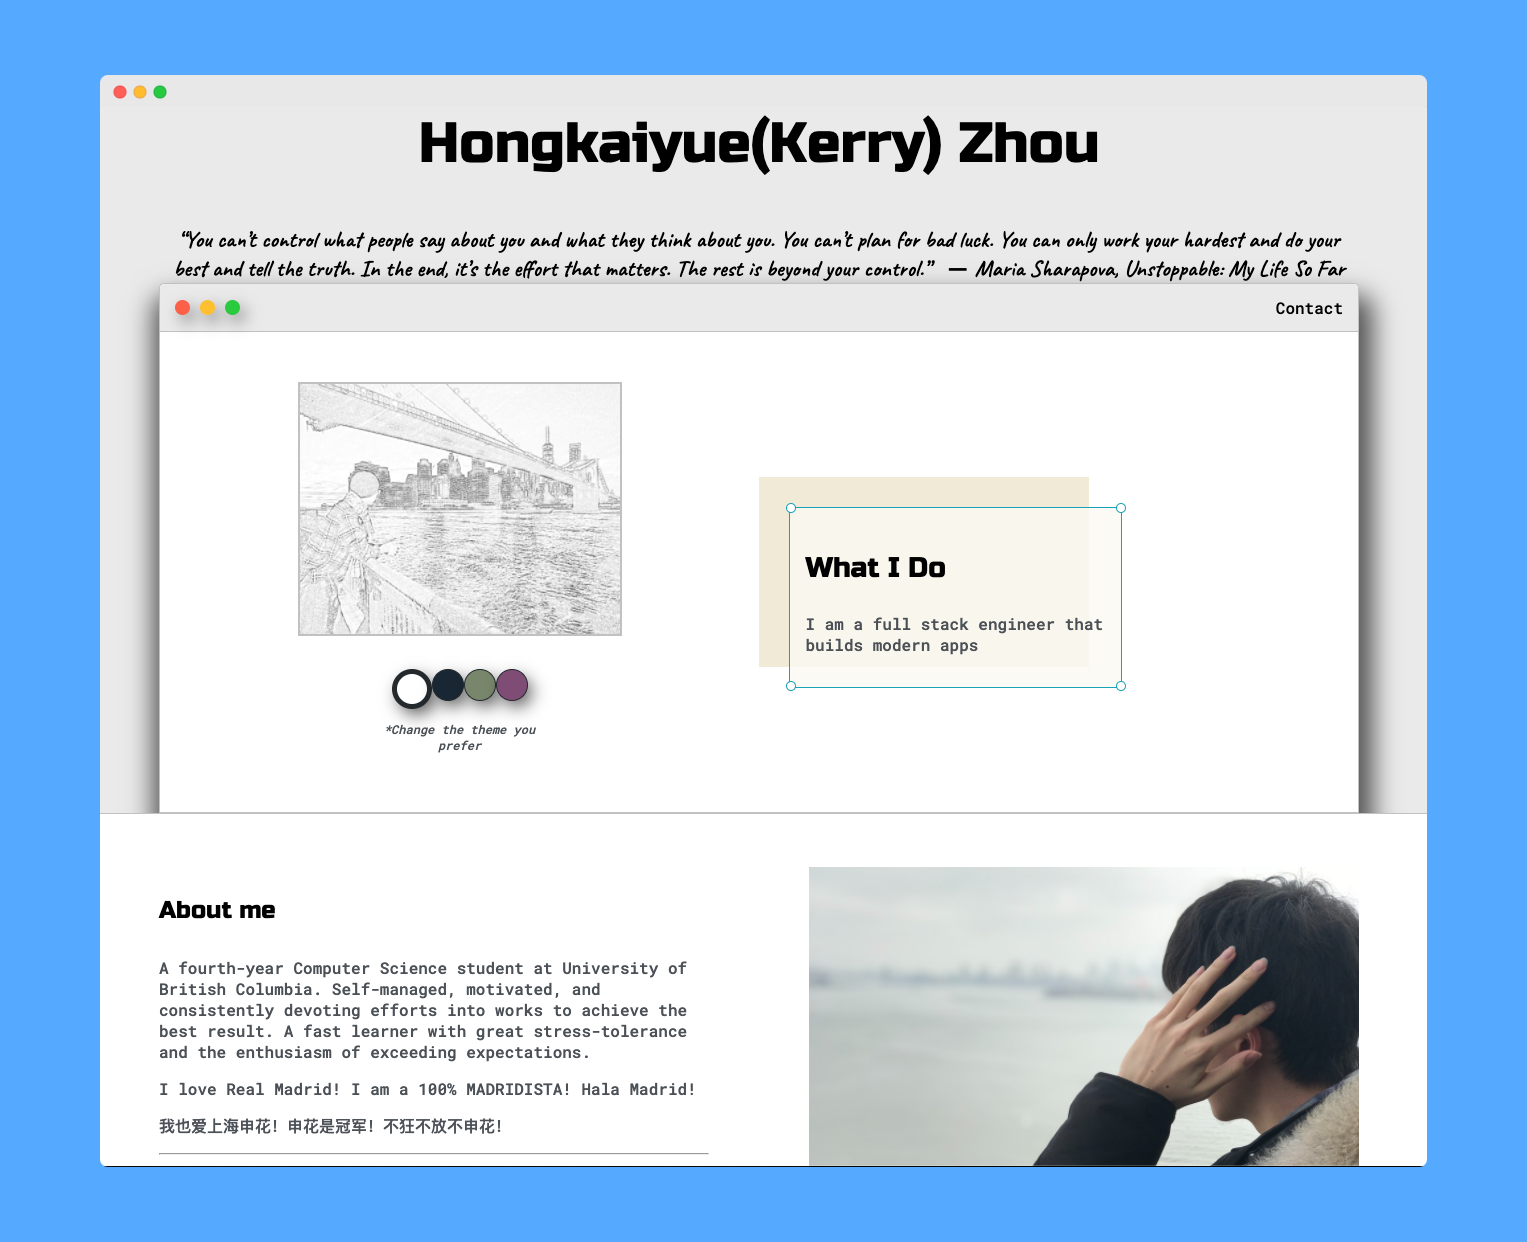 Hongkaiyue(Kerry) Zhou
“You can’t control what people say about you and what they think about you. You can’t plan for bad luck. You can only work your hardest and do your
best and tell the truth. In the end, it’s the effort that matters. The rest is beyond your control.” — Maria Sharapova, Unstoppable: My Life So Far
Contact
What I Do
I am a full stack engineer that
builds modern apps
*Change the theme you
prefer
About me
A fourth-year Computer Science student at University of
British Columbia. Self-managed, motivated, and
consistently devoting efforts into works to achieve the
best result. A fast learner with great stress-tolerance
and the enthusiasm of exceeding expectations.
I love Real Madrid! I am a 100% MADRIDISTA! Hala Madrid!
我也爱上海申花！申花是冠军！不狂不放不申花！